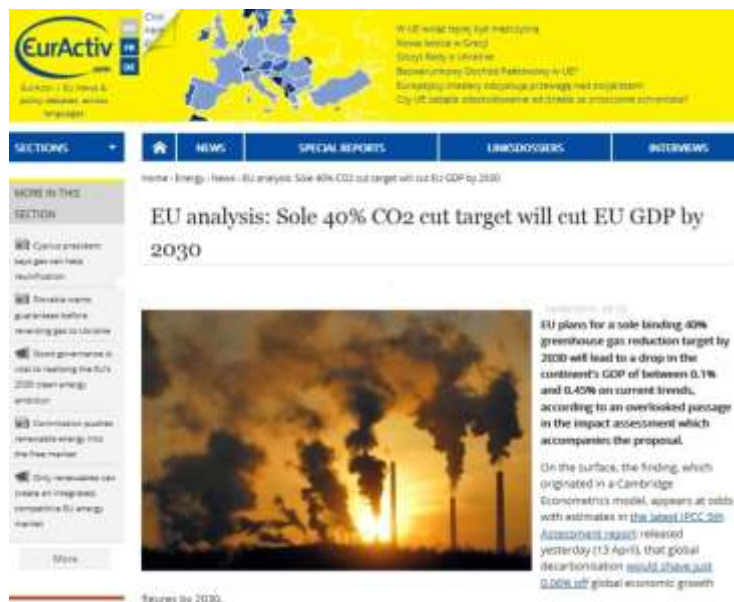 EurActiv
.com
EurActiv | EU News &
policy debates across
languages
Click
FR
DE
W UE wciąż lepiej być mężczyzną
Bezwarunkowy Dochód Podstawowy w UE?
SECTIONS
NEWS
SPECIAL REPORTS
LINKSDOSSIERS
INTERVIEWS
Home › Energy › News › EU analysis: Sole 40% CO2 cut target will cut EU GDP by 2030
MORE IN THIS
SECTION
Cyprus president
says gas can help
reunification
Slovakia wants
guarantees before
reversing gas to Ukraine
Good governance is
vital to realising the EU's
2030 clean energy
ambition
Commission pushes
renewable energy into
the free market
Only renewables can
create an integrated,
competitive EU energy
market
More
EU analysis: Sole 40% CO2 cut target will cut EU GDP by
2030
EU plans for a sole binding 40%
greenhouse gas reduction target by
2030 will lead to a drop in the
continent's GDP of between 0.1%
and 0.45% on current trends,
according to an overlooked passage
in the impact assessment which
accompanies the proposal.
On the surface, the finding, which
originated in a Cambridge
Econometrics model, appears at odds
with estimates in the latest IPCC 5th
Assessment report released
yesterday (13 April), that global
decarbonisation would shave just
0.06% off global economic growth
figures by 2030.